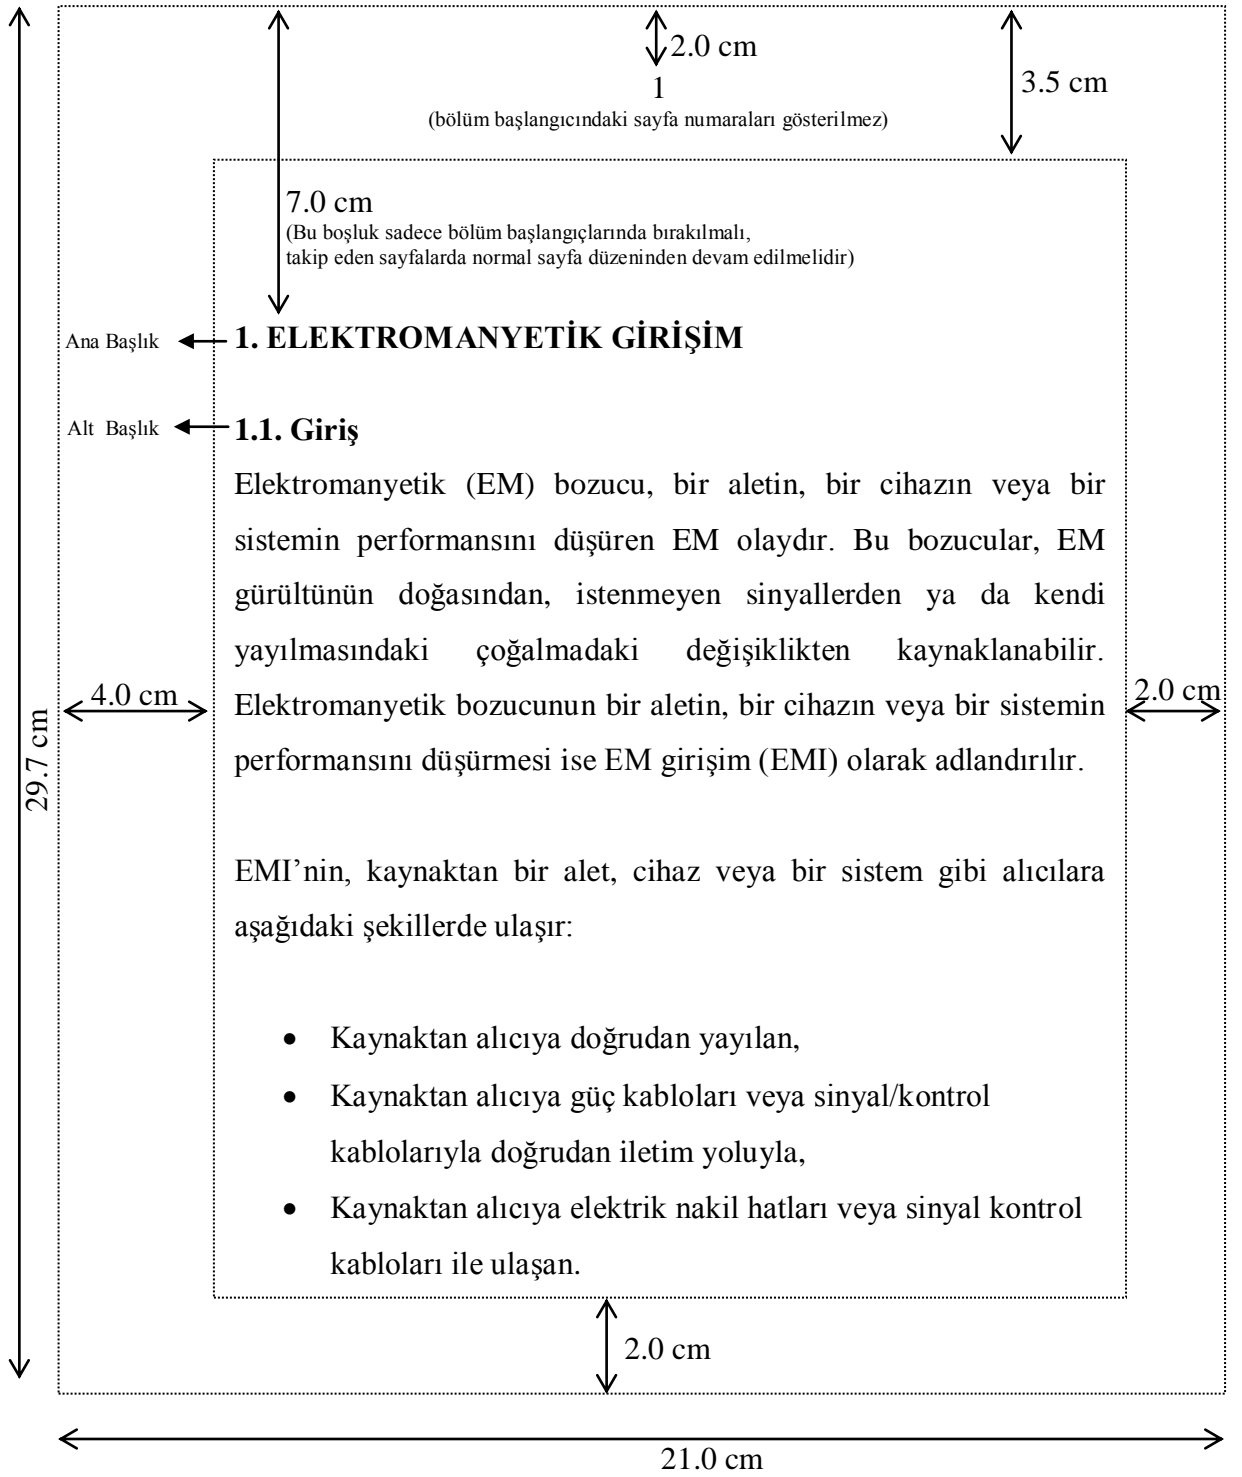 2.0 cm
1
3.5 cm
(bölüm başlangıcındaki sayfa numaraları gösterilmez)
7.0 cm
(Bu boşluk sadece bölüm başlangıçlarında bırakılmalı,
takip eden sayfalarda normal sayfa düzeninden devam edilmelidir)
Ana Başlık
1. ELEKTROMANYETİK GİRİŞİM
Alt Başlık
1.1. Giriş
Elektromanyetik (EM) bozucu, bir aletin, bir cihazın veya bir
sistemin performansını düşüren EM olaydır. Bu bozucular, EM
gürültünün doğasından, istenmeyen sinyallerden ya da kendi
yayılmasındaki çoğalmadaki değişiklikten kaynaklanabilir.
Elektromanyetik bozucunun bir aletin, bir cihazın veya bir sistemin
performansını düşürmesi ise EM girişim (EMI) olarak adlandırılır.
4.0 cm
2.0 cm
29.7 cm
EMI’nin, kaynaktan bir alet, cihaz veya bir sistem gibi alıcılara
aşağıdaki şekillerde ulaşır:
• Kaynaktan alıcıya doğrudan yayılan,
• Kaynaktan alıcıya güç kabloları veya sinyal/kontrol
kablolarıyla doğrudan iletim yoluyla,
• Kaynaktan alıcıya elektrik nakil hatları veya sinyal kontrol
kabloları ile ulaşan.
2.0 cm
21.0 cm